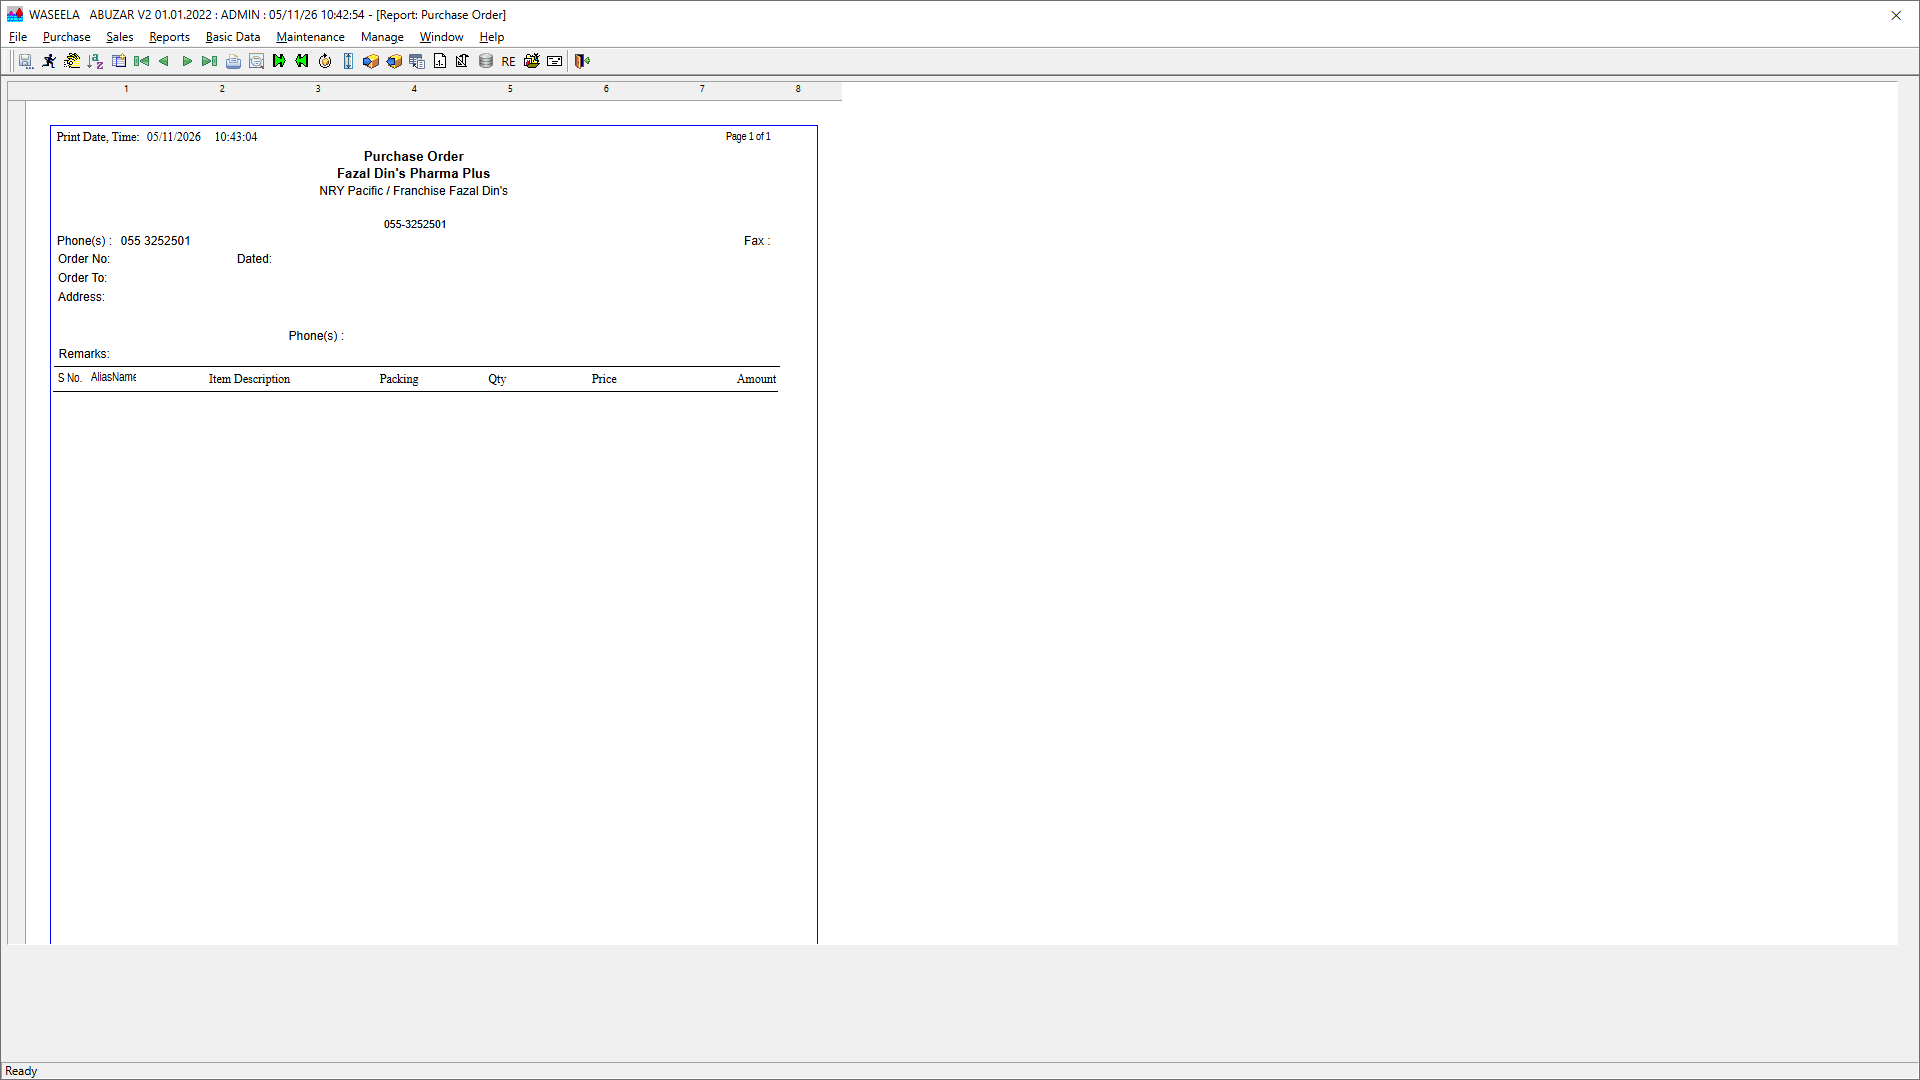 WASEELA   ABUZAR V2 01.01.2022 : ADMIN : 05/11/26 10:42:54 - [Report: Purchase Order]
File Purchase Sales Reports Basic Data Maintenance Manage Window Help
RE
1 2 3 4 5 6 7 8
Print Date, Time: 05/11/2026 10:43:04 Page 1 of 1
Purchase Order
Fazal Din's Pharma Plus
NRY Pacific / Franchise Fazal Din's
055-3252501
Phone(s) : 055 3252501 Fax :
Order No: Dated:
Order To:
Address:
Phone(s) :
Remarks:
S No. AliasName Item Description Packing Qty Price Amount
Ready